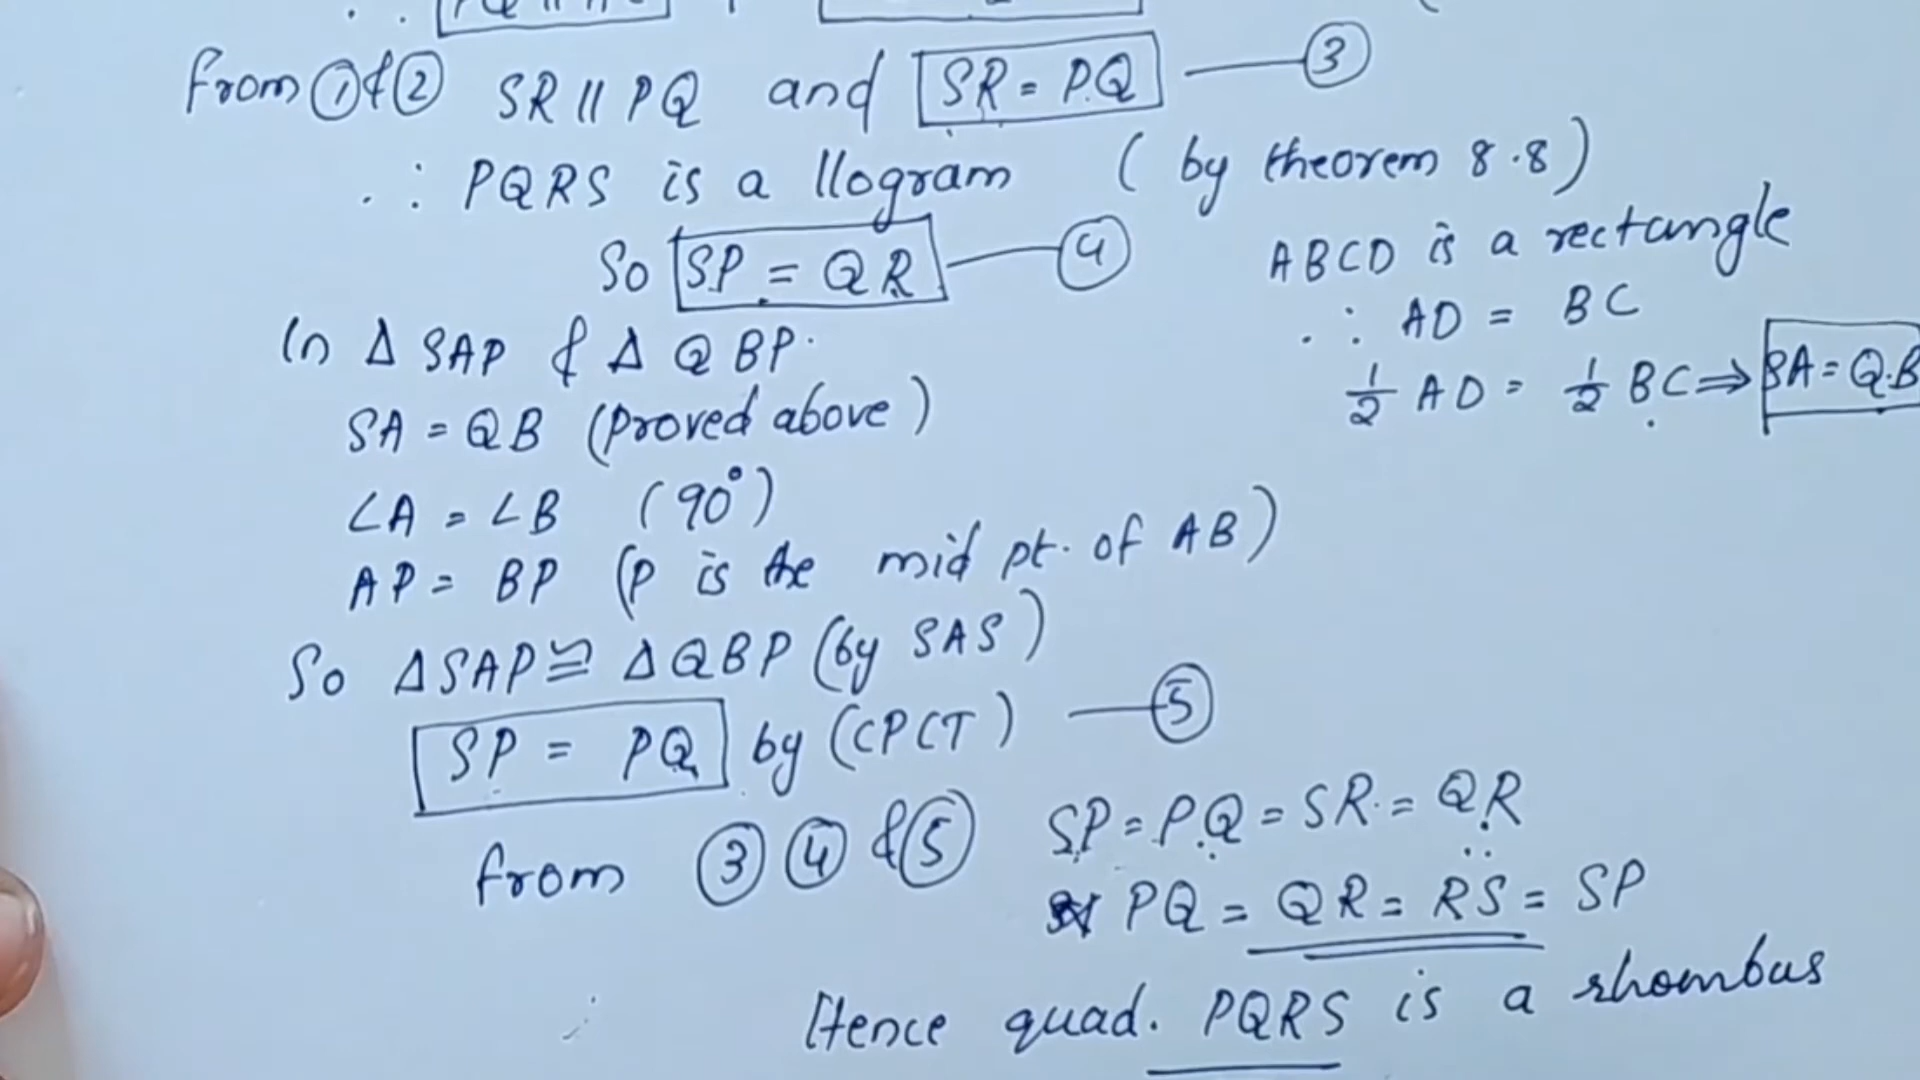 from ① & ② SR || PQ and SR = PQ — ③
∴ PQRS is a ||ogram (by theorem 8.8)
So SP = QR — ④
ABCD is a rectangle
∴ AD = BC
1/2 AD = 1/2 BC ⇒ SA = QB
In Δ SAP & Δ QBP.
SA = QB (Proved above)
∠A = ∠B (90°)
AP = BP (P is the mid pt. of AB)
So ΔSAP ≅ ΔQBP (by SAS)
SP = PQ by (CPCT) — ⑤
from ③ ④ & ⑤ SP = PQ = SR = QR
PQ = QR = RS = SP
Hence quad. PQRS is a rhombus